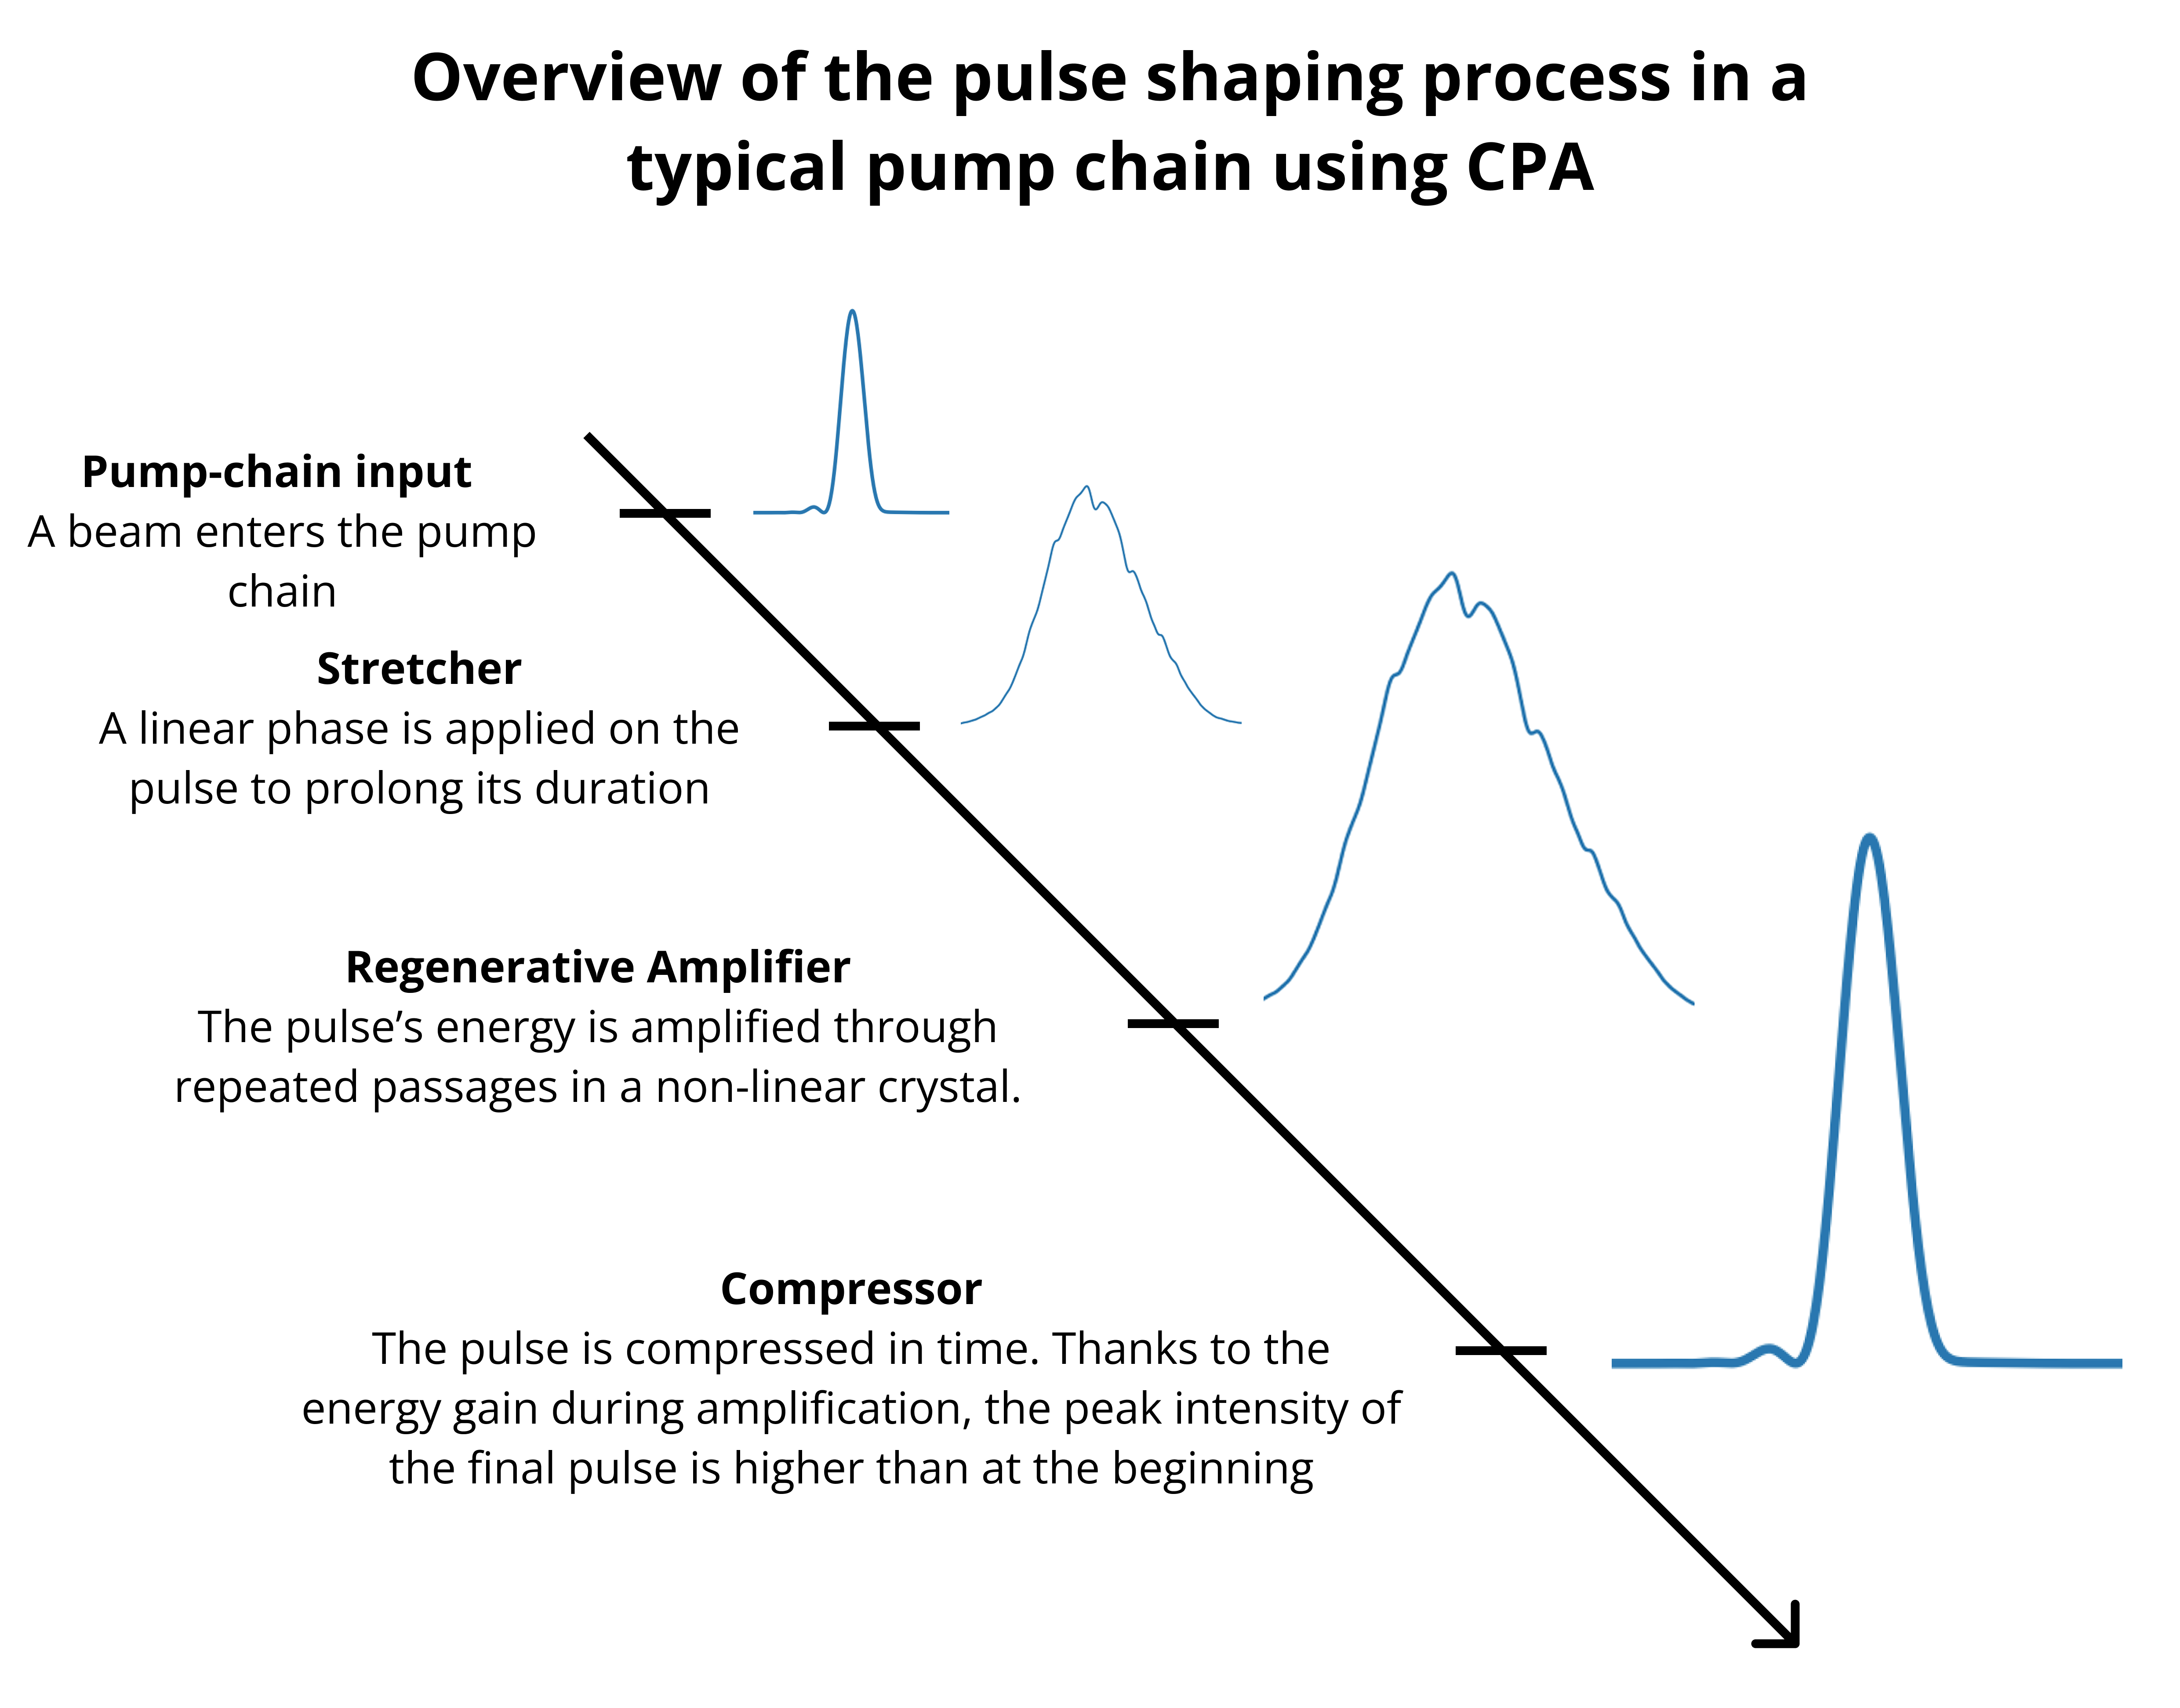 Overview of the pulse shaping process in a
typical pump chain using CPA
Pump-chain input
A beam enters the pump
chain
Stretcher
A linear phase is applied on the
pulse to prolong its duration
Regenerative Amplifier
The pulse’s energy is amplified through
repeated passages in a non-linear crystal.
Compressor
The pulse is compressed in time. Thanks to the
energy gain during amplification, the peak intensity of
the final pulse is higher than at the beginning